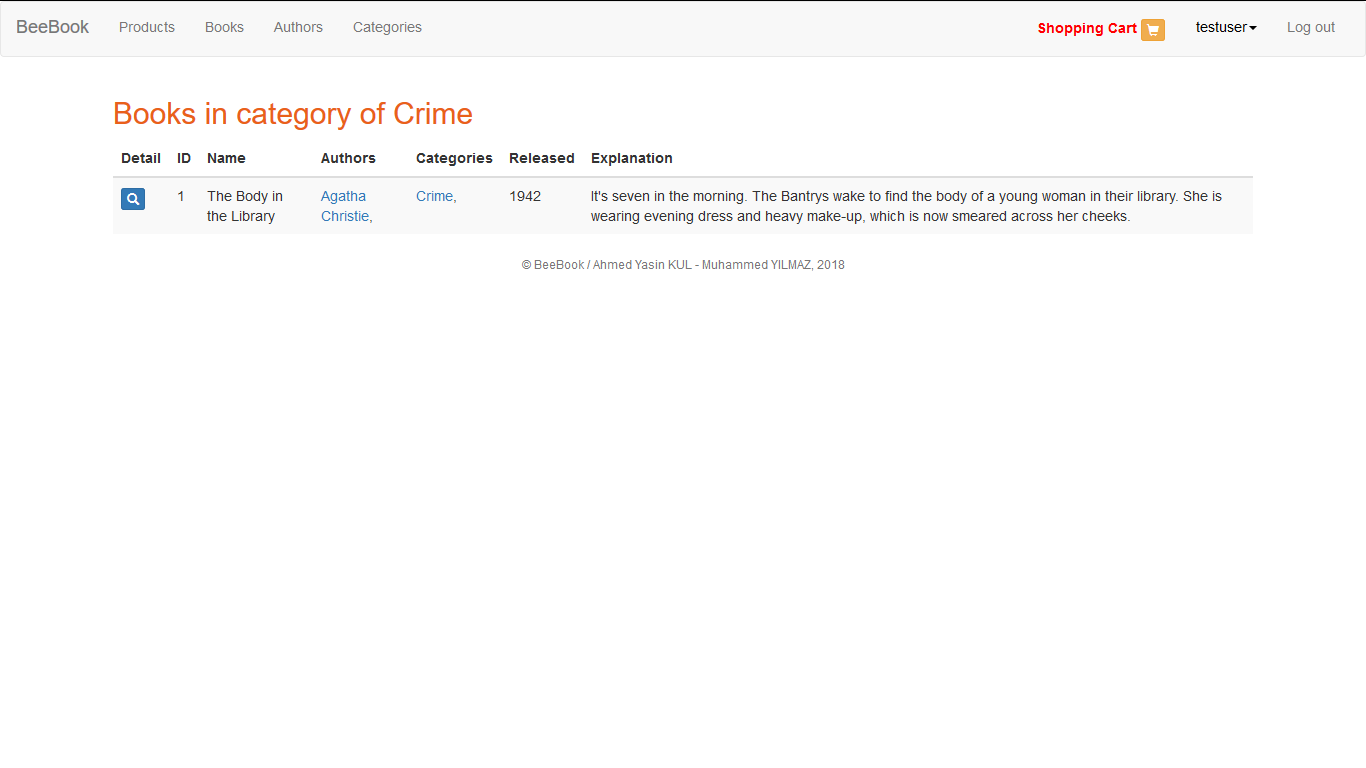 BeeBook Products Books Authors Categories Shopping Cart testuser Log out
Books in category of Crime
Detail ID Name Authors Categories Released Explanation
1 The Body in Agatha Crime, 1942 It's seven in the morning. The Bantrys wake to find the body of a young woman in their library. She is
the Library Christie, wearing evening dress and heavy make-up, which is now smeared across her cheeks.
© BeeBook / Ahmed Yasin KUL - Muhammed YILMAZ, 2018